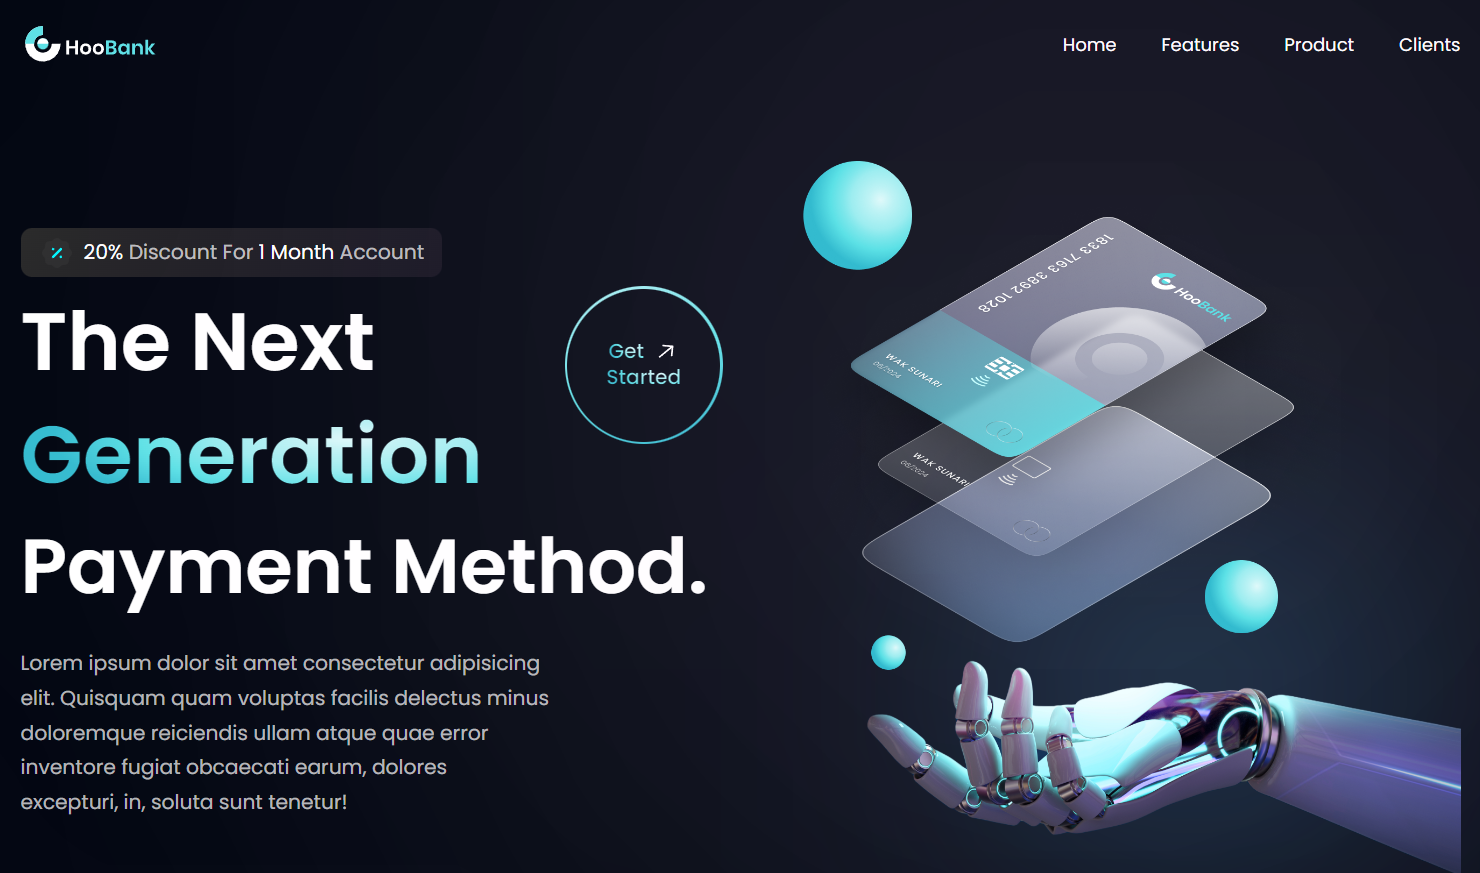 HooBank
Home
Features
Product
Clients
20% Discount For 1 Month Account
The Next
Generation
Payment Method.
Get
Started
Lorem ipsum dolor sit amet consectetur adipisicing
elit. Quisquam quam voluptas facilis delectus minus
doloremque reiciendis ullam atque quae error
inventore fugiat obcaecati earum, dolores
excepturi, in, soluta sunt tenetur!
1833 7163 3892 1028
HooBank
WAK SUNARI
08/2024
WAK SUNARI
08/2024